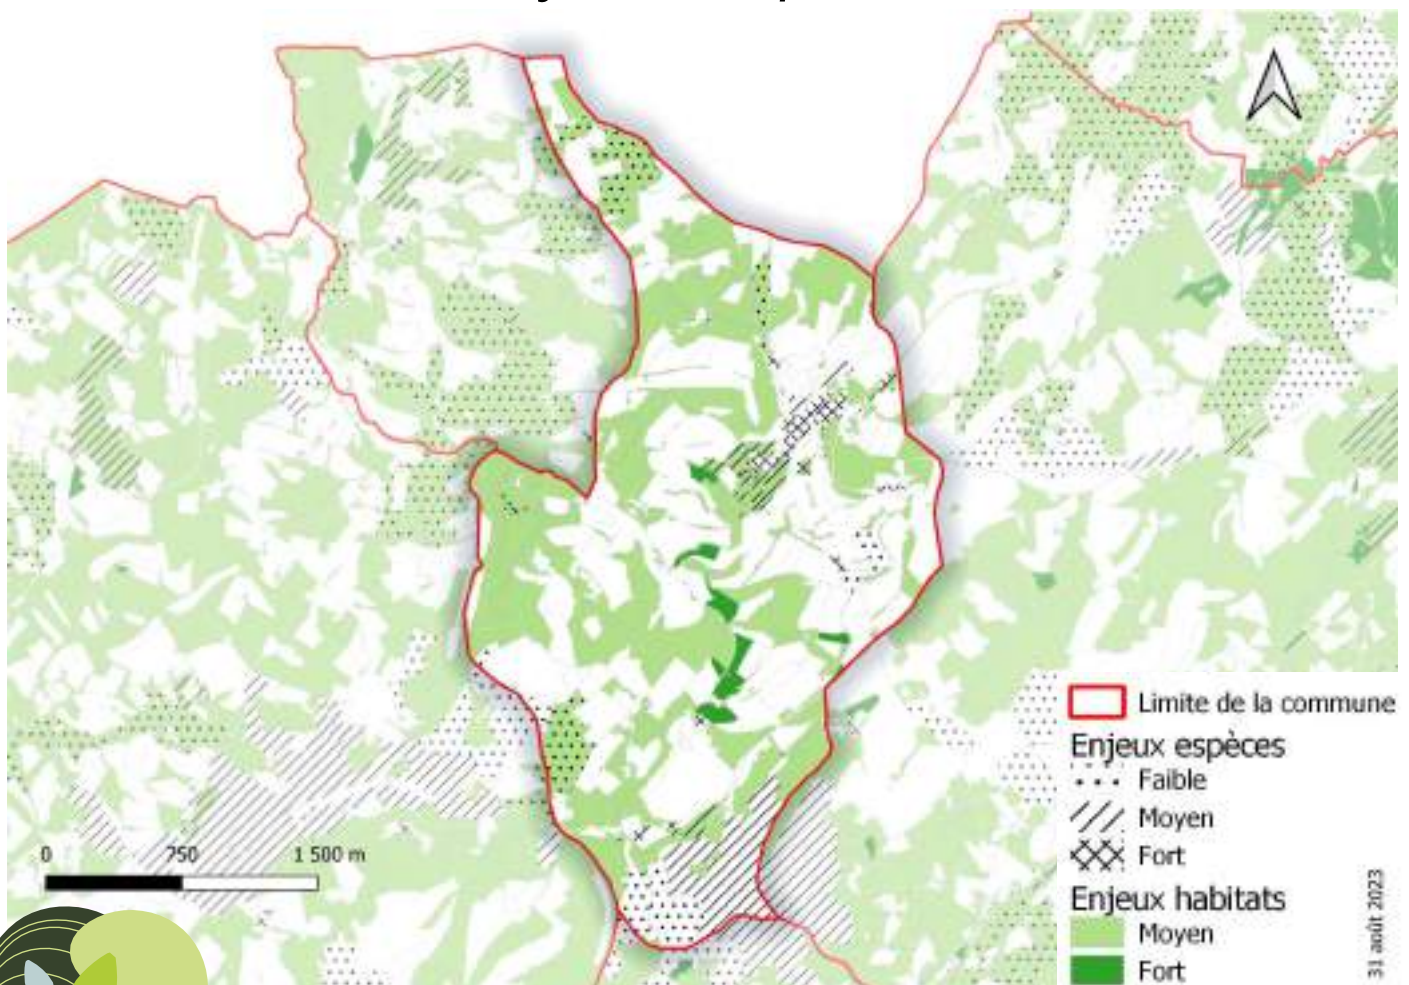 Limite de la commune
Enjeux espèces
Faible
Moyen
Fort
Enjeux habitats
Moyen
Fort
0 750 1 500 m
31 août 2023